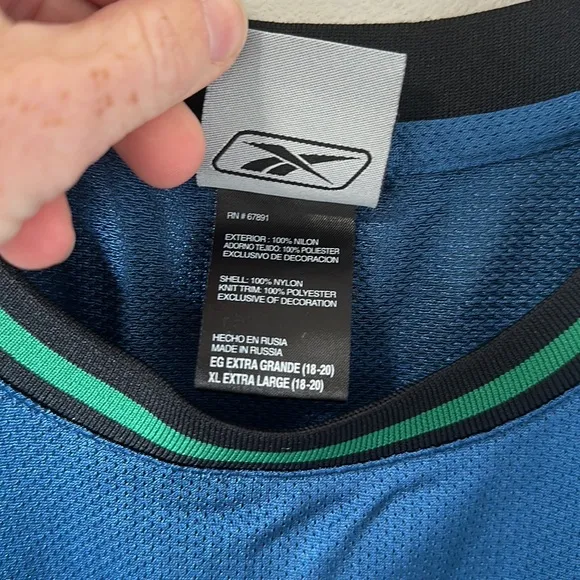 RN # 67891
EXTERIOR : 100% NILON
ADORNO TEJIDO: 100% POLIESTER
EXCLUSIVO DE DECORACION
SHELL: 100% NYLON
KNIT TRIM: 100% POLYESTER
EXCLUSIVE OF DECORATION
HECHO EN RUSIA
MADE IN RUSSIA
EG EXTRA GRANDE (18-20)
XL EXTRA LARGE (18-20)